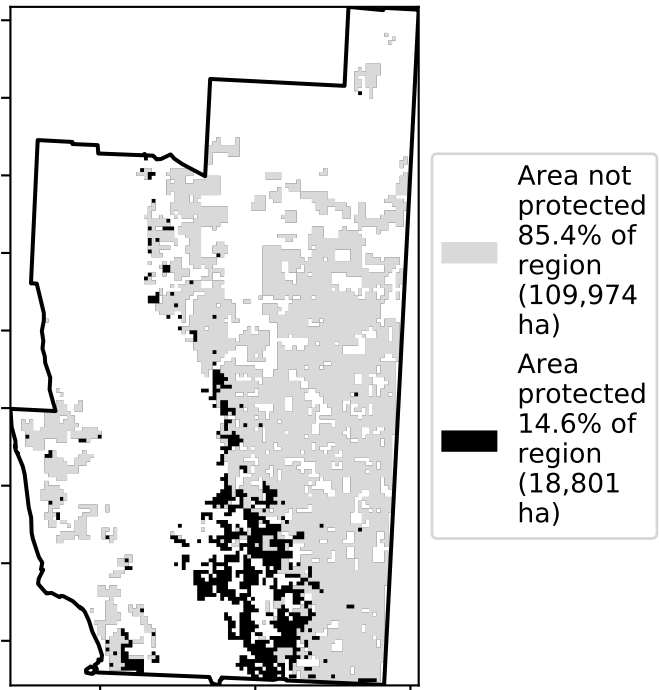 Area not
protected
85.4% of
region
(109,974
ha)
Area
protected
14.6% of
region
(18,801
ha)